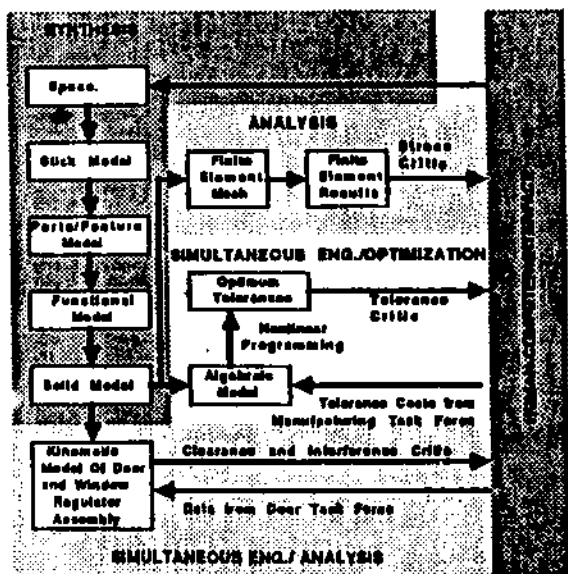 SYNTHESIS
Specs.
Stick Model
Parts/Feature
Model
Functional
Model
Solid Model
Kinematic
Model Of Door
and Window
Regulator
Assembly
ANALYSIS
Finite
Element
Mesh
Finite
Element
Results
Stress
Critic
SIMULTANEOUS ENG./OPTIMIZATION
Optimum
Tolerances
Tolerance
Critic
Nonlinear
Programming
Algebraic
Model
Tolerance Costs from
Manufacturing Task Force
Clearance and Interference Critic
Data from Door Task Force
SIMULTANEOUS ENG./ ANALYSIS